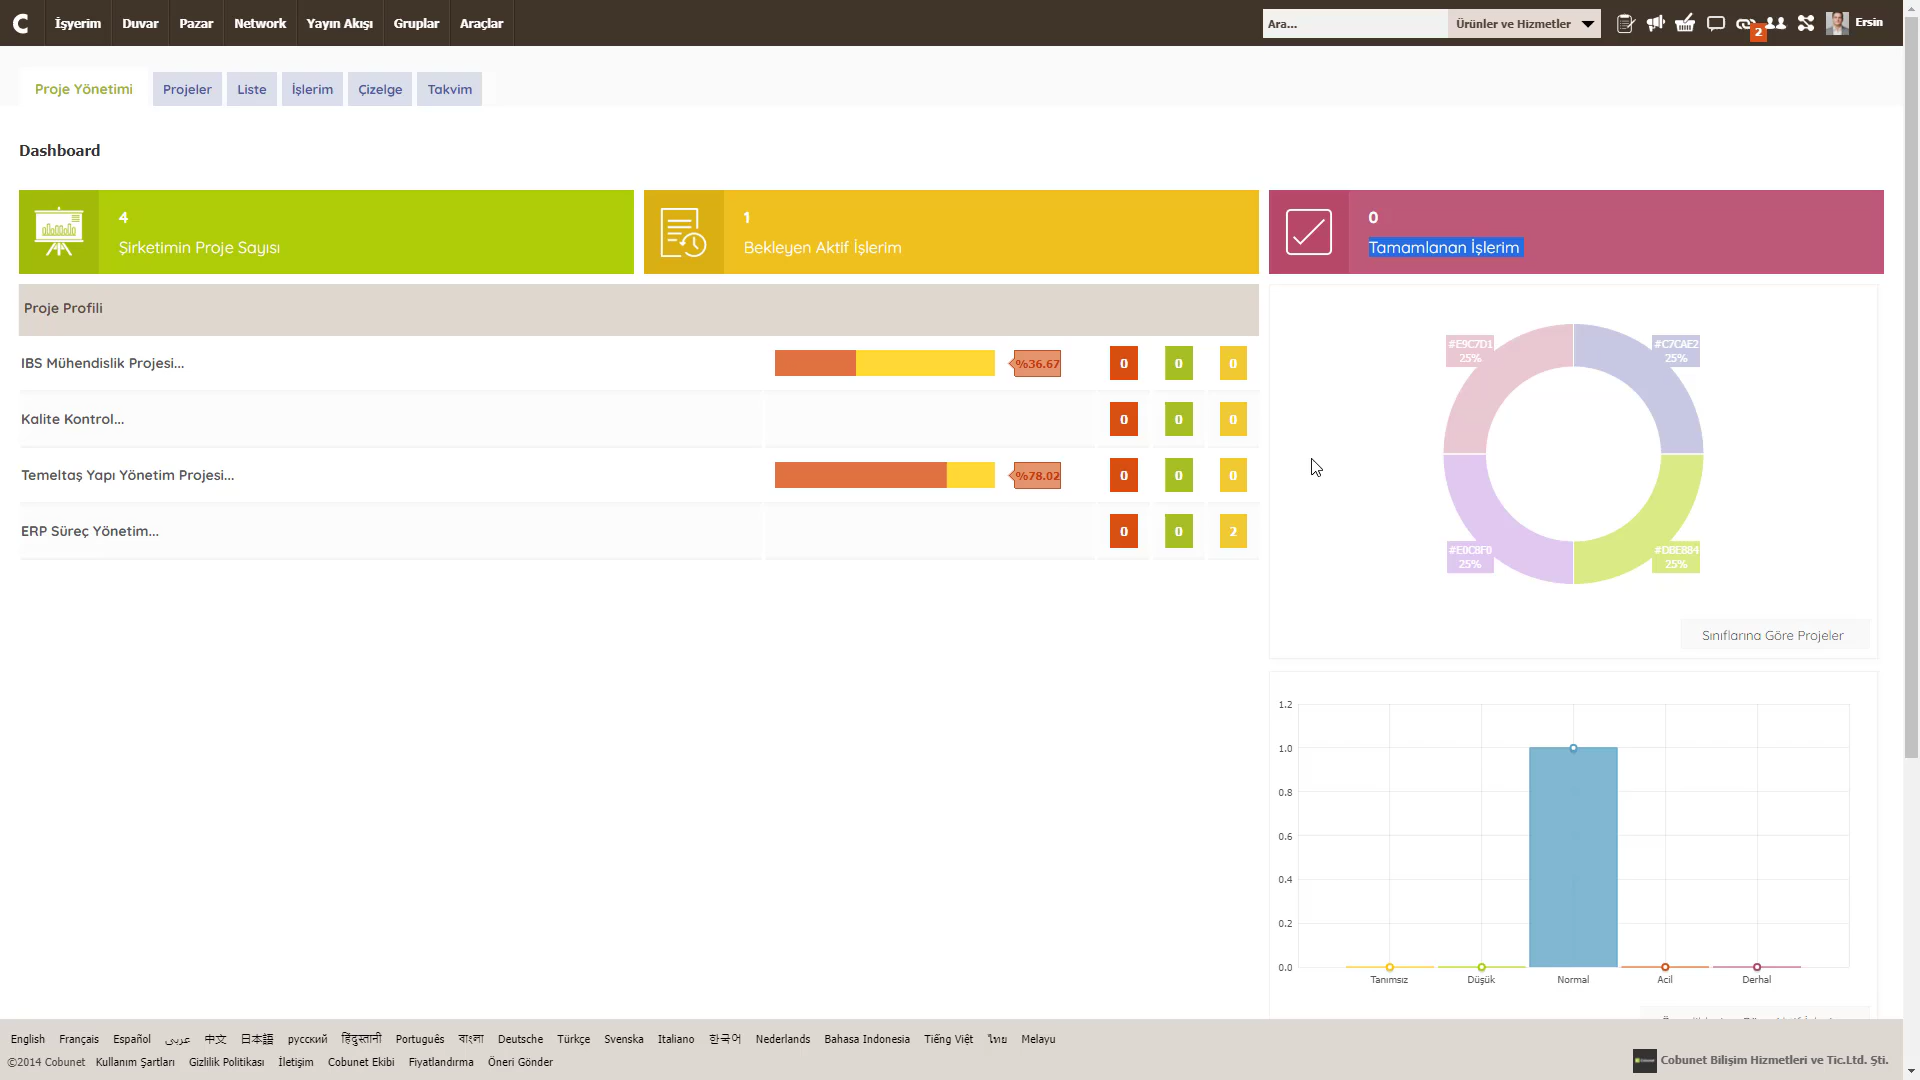 C İşyerim Duvar Pazar Network Yayın Akışı Gruplar Araçlar Ara... Ürünler ve Hizmetler 2 Ersin
Proje Yönetimi Projeler Liste İşlerim Çizelge Takvim
Dashboard
4
Şirketimin Proje Sayısı
1
Bekleyen Aktif İşlerim
0
Tamamlanan İşlerim
Proje Profili
IBS Mühendislik Projesi... %36.67 0 0 0
Kalite Kontrol... 0 0 0
Temeltaş Yapı Yönetim Projesi... %78.02 0 0 0
ERP Süreç Yönetim... 0 0 2
#E9C7D1
25%
#C7CAE2
25%
#E0C8F0
25%
#DBE884
25%
Sınıflarına Göre Projeler
1.2
1.0
0.8
0.6
0.4
0.2
0.0
Tanımsız Düşük Normal Acil Derhal
English Français Español عربى 中文 日本語 русский हिंदुस्तानी Português বাংলা Deutsche Türkçe Svenska Italiano 한국어 Nederlands Bahasa Indonesia Tiếng Việt ไทย Melayu
©2014 Cobunet Kullanım Şartları Gizlilik Politikası İletişim Cobunet Ekibi Fiyatlandırma Öneri Gönder
Cobunet Bilişim Hizmetleri ve Tic.Ltd. Şti.